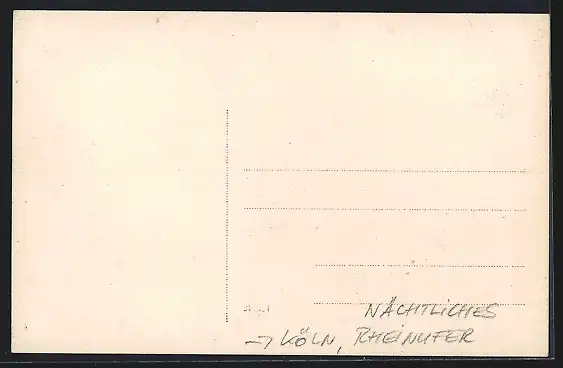 NÄCHTLICHES
→ KÖLN, RHEINUFER